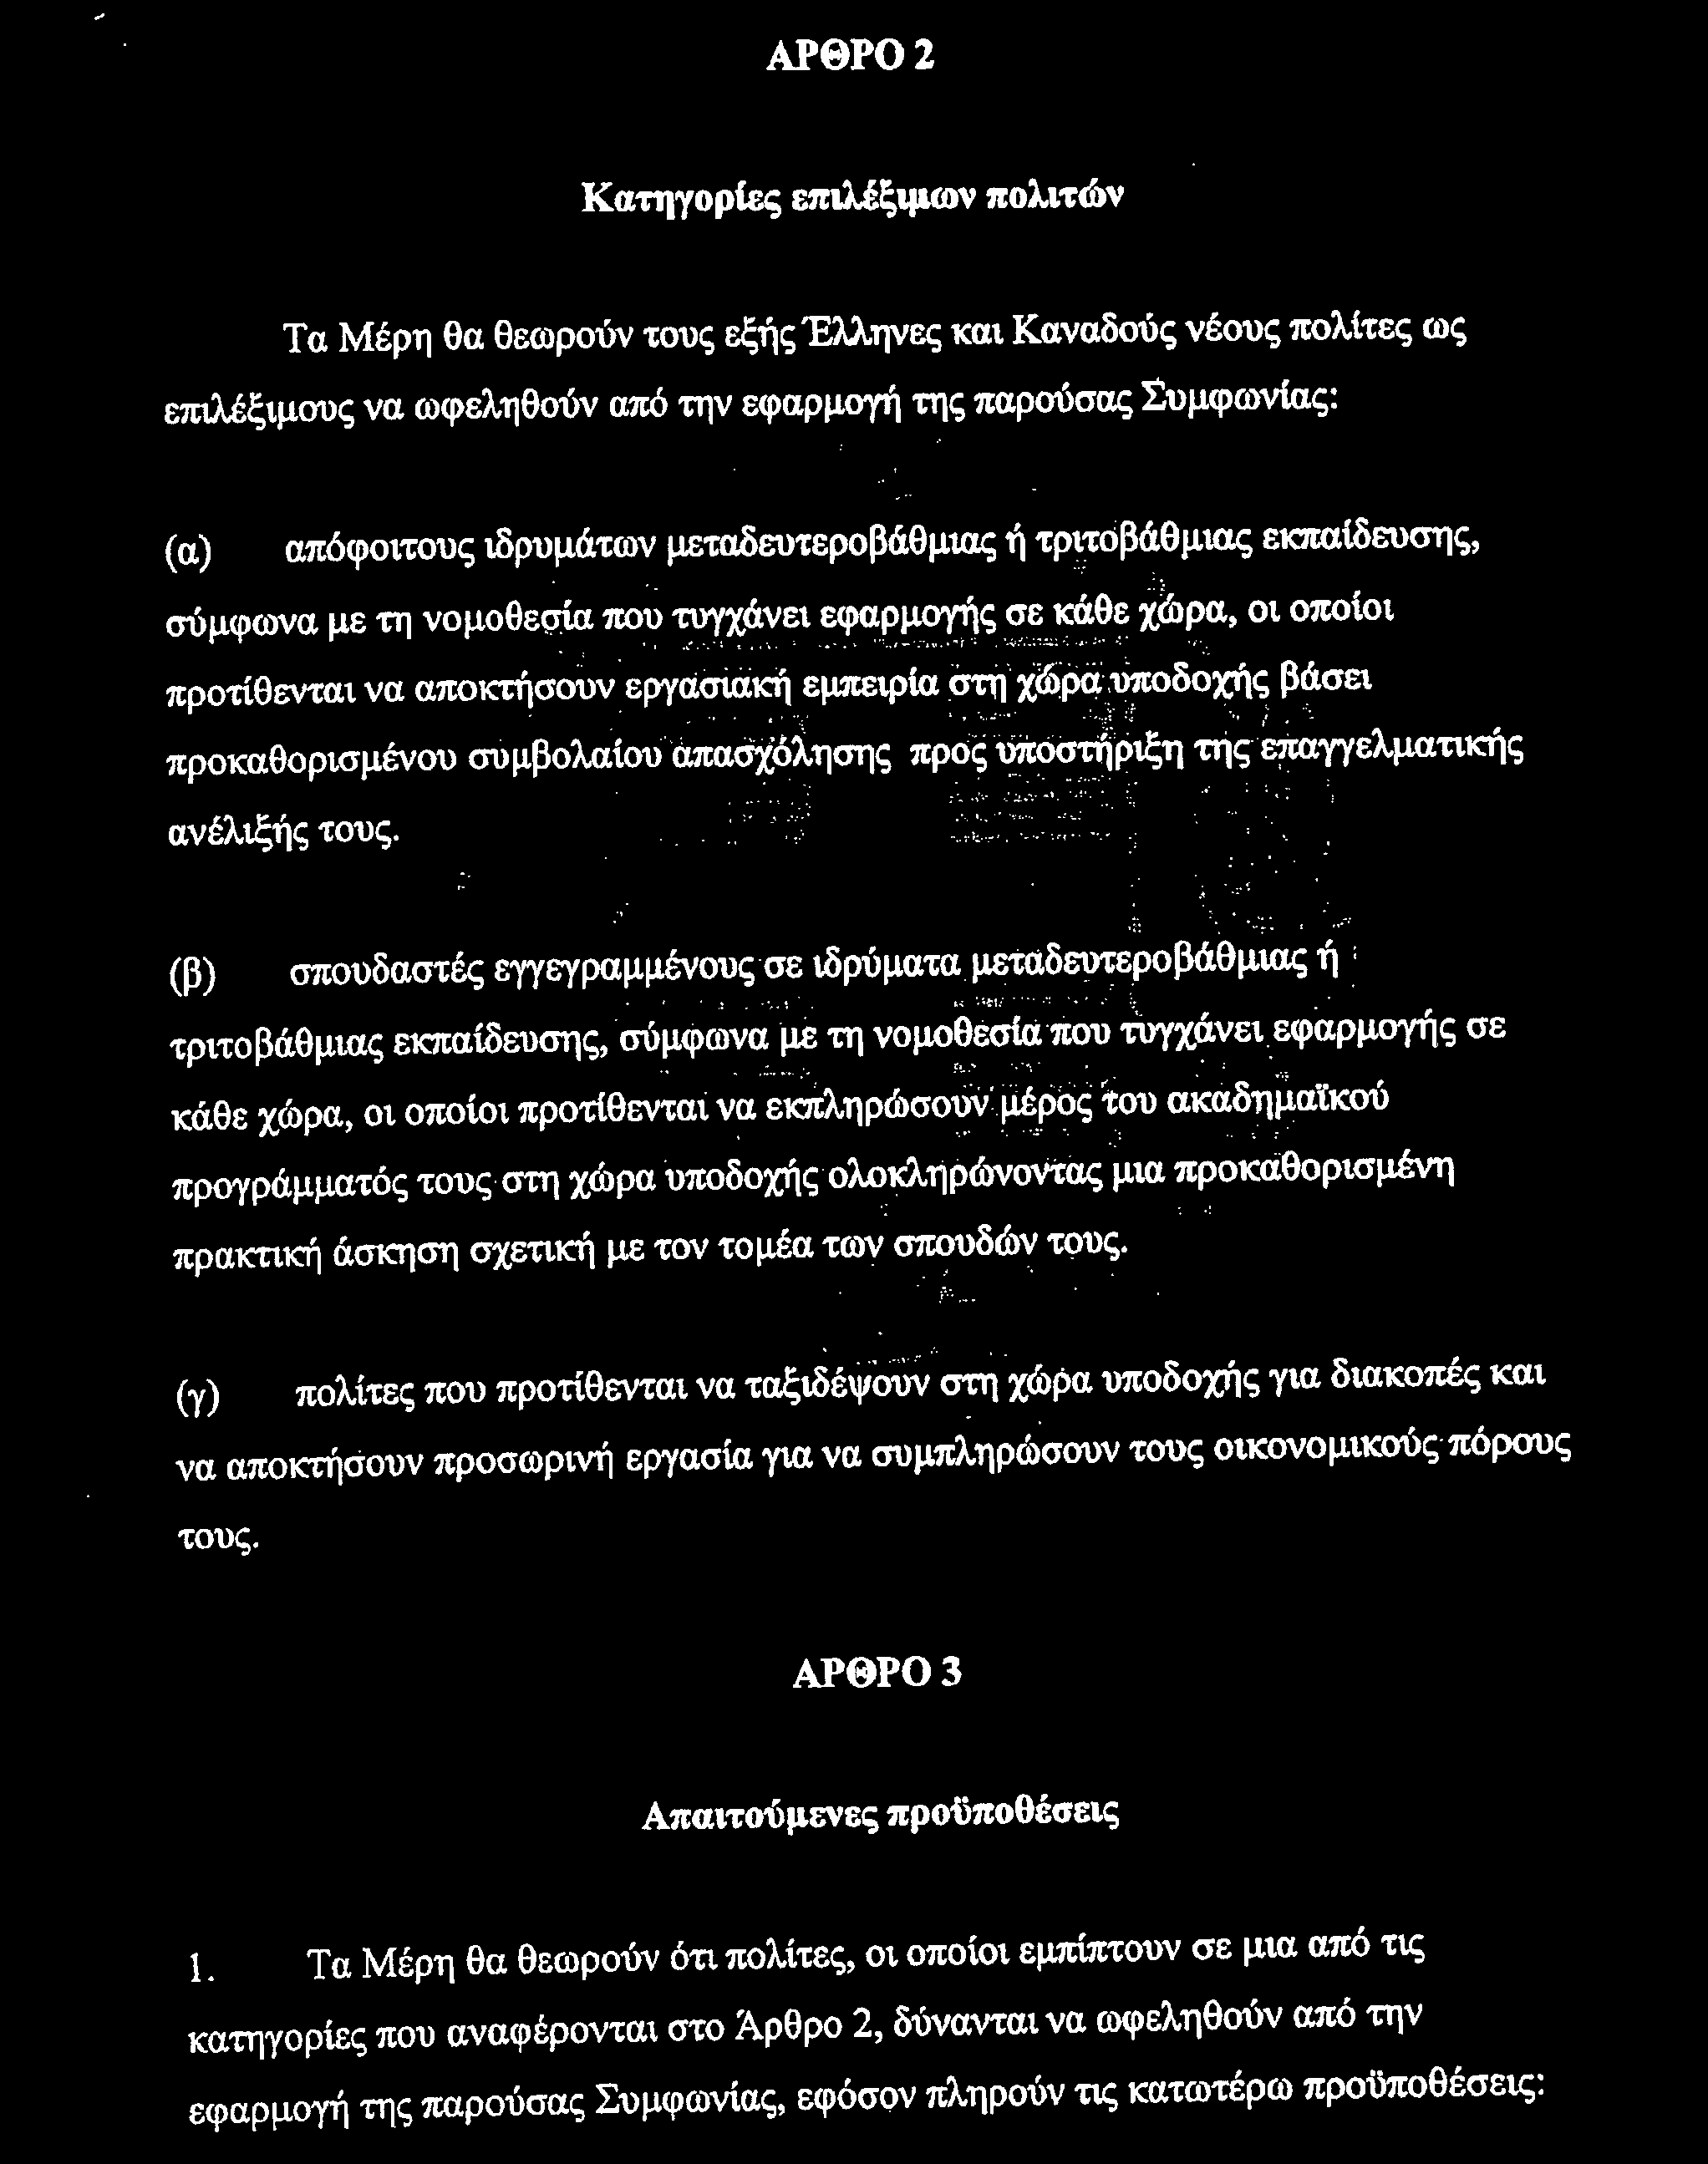 ΑΡΘΡΟ 2
Κατηγορίες επιλέξιμων πολιτών
Τα Μέρη θα θεωρούν τους εξής Έλληνες και Καναδούς νέους πολίτες ως
επιλέξιμους να ωφεληθούν από την εφαρμογή της παρούσας Συμφωνίας:
(α) απόφοιτους ιδρυμάτων μεταδευτεροβάθμιας ή τριτοβάθμιας εκπαίδευσης,
σύμφωνα με τη νομοθεσία που τυγχάνει εφαρμογής σε κάθε χώρα, οι οποίοι
προτίθενται να αποκτήσουν εργασιακή εμπειρία στη χώρα υποδοχής βάσει
προκαθορισμένου συμβολαίου απασχόλησης προς υποστήριξη της επαγγελματικής
ανέλιξής τους.
(β) σπουδαστές εγγεγραμμένους σε ιδρύματα μεταδευτεροβάθμιας ή
τριτοβάθμιας εκπαίδευσης, σύμφωνα με τη νομοθεσία που τυγχάνει εφαρμογής σε
κάθε χώρα, οι οποίοι προτίθενται να εκπληρώσουν μέρος του ακαδημαϊκού
προγράμματός τους στη χώρα υποδοχής ολοκληρώνοντας μια προκαθορισμένη
πρακτική άσκηση σχετική με τον τομέα των σπουδών τους.
(γ) πολίτες που προτίθενται να ταξιδέψουν στη χώρα υποδοχής για διακοπές και
να αποκτήσουν προσωρινή εργασία για να συμπληρώσουν τους οικονομικούς πόρους
τους.
ΑΡΘΡΟ 3
Απαιτούμενες προϋποθέσεις
1. Τα Μέρη θα θεωρούν ότι πολίτες, οι οποίοι εμπίπτουν σε μια από τις
κατηγορίες που αναφέρονται στο Άρθρο 2, δύνανται να ωφεληθούν από την
εφαρμογή της παρούσας Συμφωνίας, εφόσον πληρούν τις κατωτέρω προϋποθέσεις: